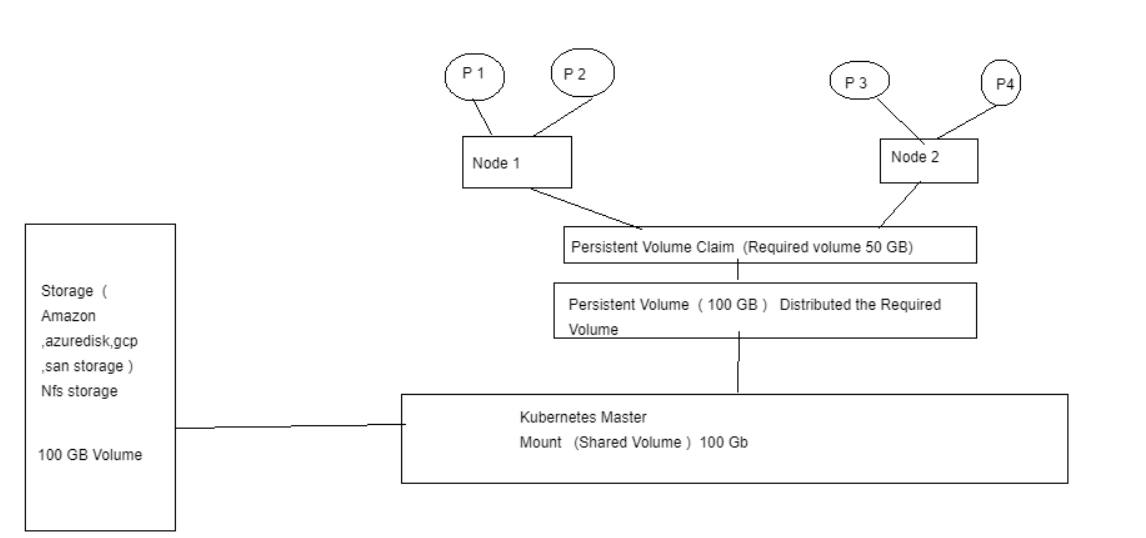 P 1
P 2
P 3
P4
Node 1
Node 2
Persistent Volume Claim (Required volume 50 GB)
Persistent Volume ( 100 GB ) Distributed the Required
Volume
Storage (
Amazon
,azuredisk,gcp
,san storage )
Nfs storage
100 GB Volume
Kubernetes Master
Mount (Shared Volume ) 100 Gb